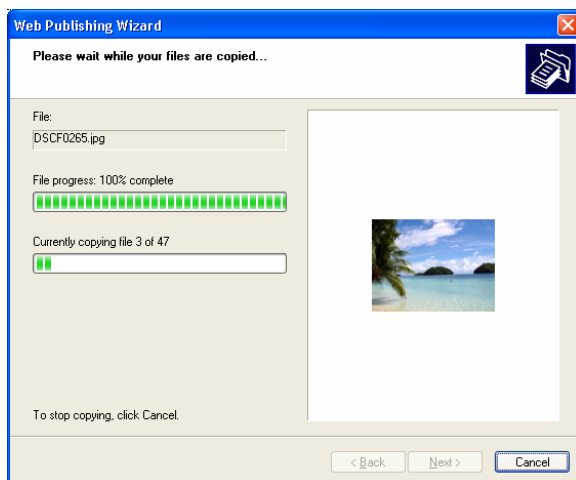 Web Publishing Wizard
Please wait while your files are copied...
File:
DSCF0265.jpg
File progress: 100% complete
Currently copying file 3 of 47
To stop copying, click Cancel.
< Back
Next >
Cancel